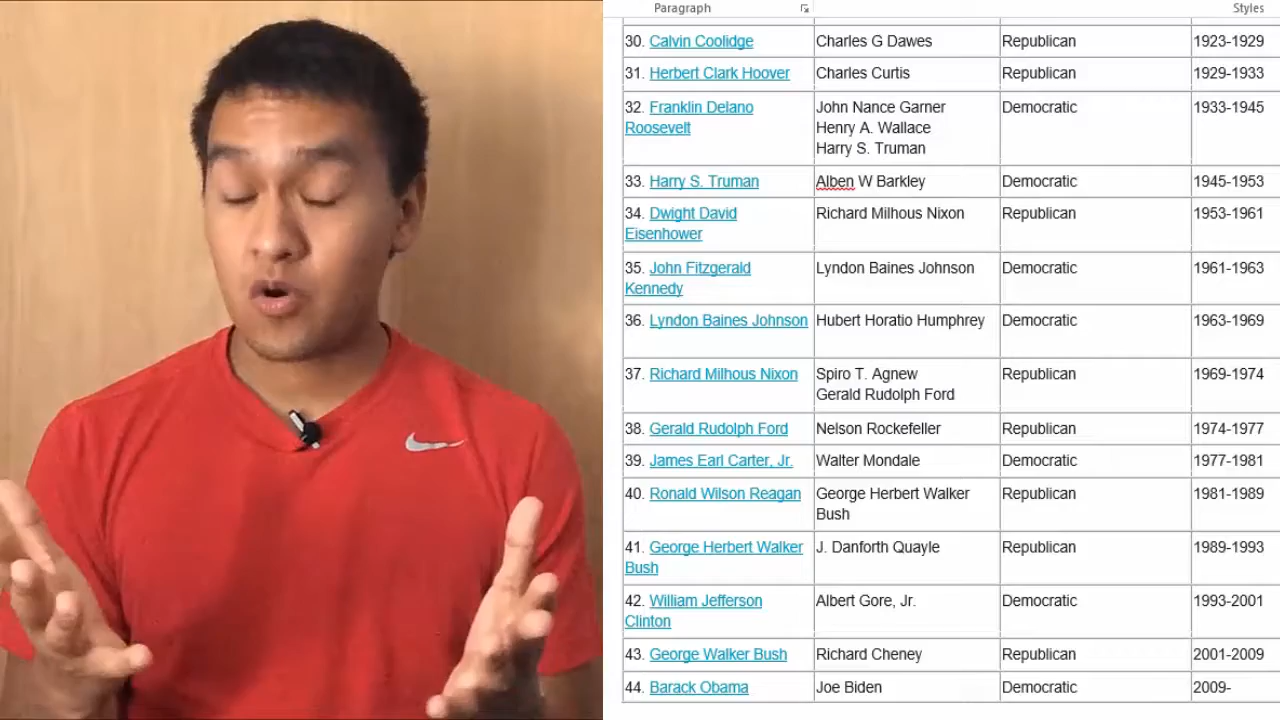 Paragraph Styles
30. Calvin Coolidge Charles G Dawes Republican 1923-1929
31. Herbert Clark Hoover Charles Curtis Republican 1929-1933
32. Franklin Delano John Nance Garner Democratic 1933-1945
Roosevelt Henry A. Wallace
Harry S. Truman
33. Harry S. Truman Alben W Barkley Democratic 1945-1953
34. Dwight David Richard Milhous Nixon Republican 1953-1961
Eisenhower
35. John Fitzgerald Lyndon Baines Johnson Democratic 1961-1963
Kennedy
36. Lyndon Baines Johnson Hubert Horatio Humphrey Democratic 1963-1969
37. Richard Milhous Nixon Spiro T. Agnew Republican 1969-1974
Gerald Rudolph Ford
38. Gerald Rudolph Ford Nelson Rockefeller Republican 1974-1977
39. James Earl Carter, Jr. Walter Mondale Democratic 1977-1981
40. Ronald Wilson Reagan George Herbert Walker Republican 1981-1989
Bush
41. George Herbert Walker J. Danforth Quayle Republican 1989-1993
Bush
42. William Jefferson Albert Gore, Jr. Democratic 1993-2001
Clinton
43. George Walker Bush Richard Cheney Republican 2001-2009
44. Barack Obama Joe Biden Democratic 2009-